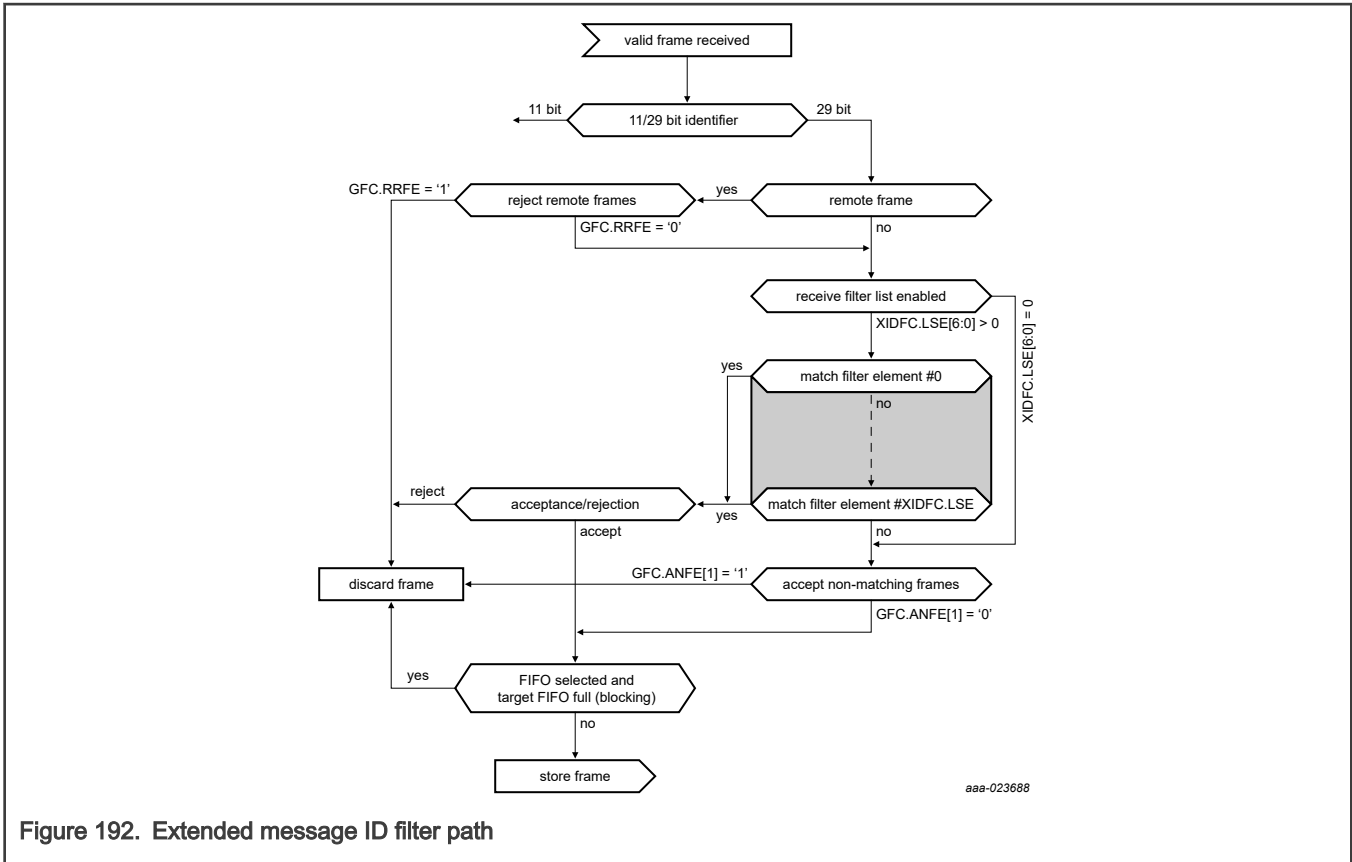 valid frame received
11 bit
11/29 bit identifier
29 bit
GFC.RRFE = ‘1’
reject remote frames
yes
remote frame
GFC.RRFE = ‘0’
no
receive filter list enabled
XIDFC.LSE[6:0] > 0
XIDFC.LSE[6:0] = 0
yes
match filter element #0
no
reject
acceptance/rejection
yes
match filter element #XIDFC.LSE
accept
no
discard frame
GFC.ANFE[1] = ‘1’
accept non-matching frames
GFC.ANFE[1] = ‘0’
yes
FIFO selected and
target FIFO full (blocking)
no
store frame
aaa-023688
Figure 192. Extended message ID filter path